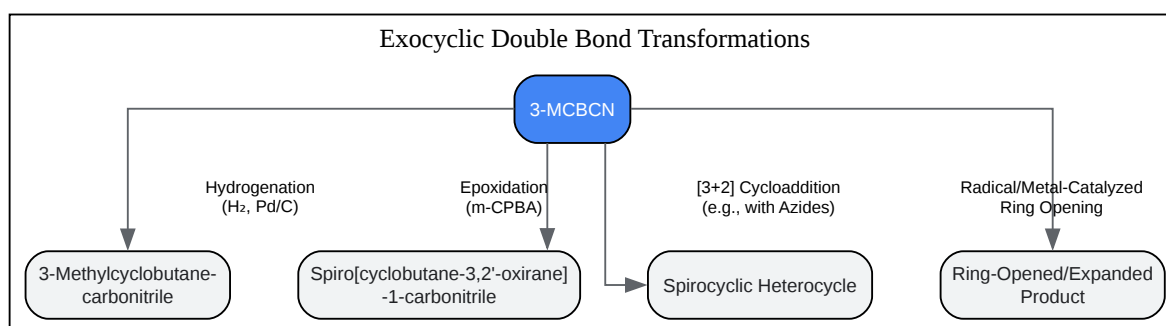 Exocyclic Double Bond Transformations
3-MCBCN
Hydrogenation
(H₂, Pd/C)
Epoxidation
(m-CPBA)
[3+2] Cycloaddition
(e.g., with Azides)
Radical/Metal-Catalyzed
Ring Opening
3-Methylcyclobutane-
carbonitrile
Spiro[cyclobutane-3,2'-oxirane]
-1-carbonitrile
Spirocyclic Heterocycle
Ring-Opened/Expanded
Product